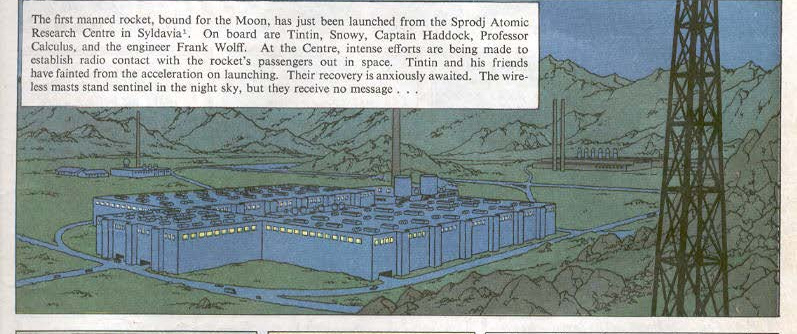 The first manned rocket, bound for the Moon, has just been launched from the Sprodj Atomic
Research Centre in Syldavia¹. On board are Tintin, Snowy, Captain Haddock, Professor
Calculus, and the engineer Frank Wolff. At the Centre, intense efforts are being made to
establish radio contact with the rocket's passengers out in space. Tintin and his friends
have fainted from the acceleration on launching. Their recovery is anxiously awaited. The wire-
less masts stand sentinel in the night sky, but they receive no message . . .